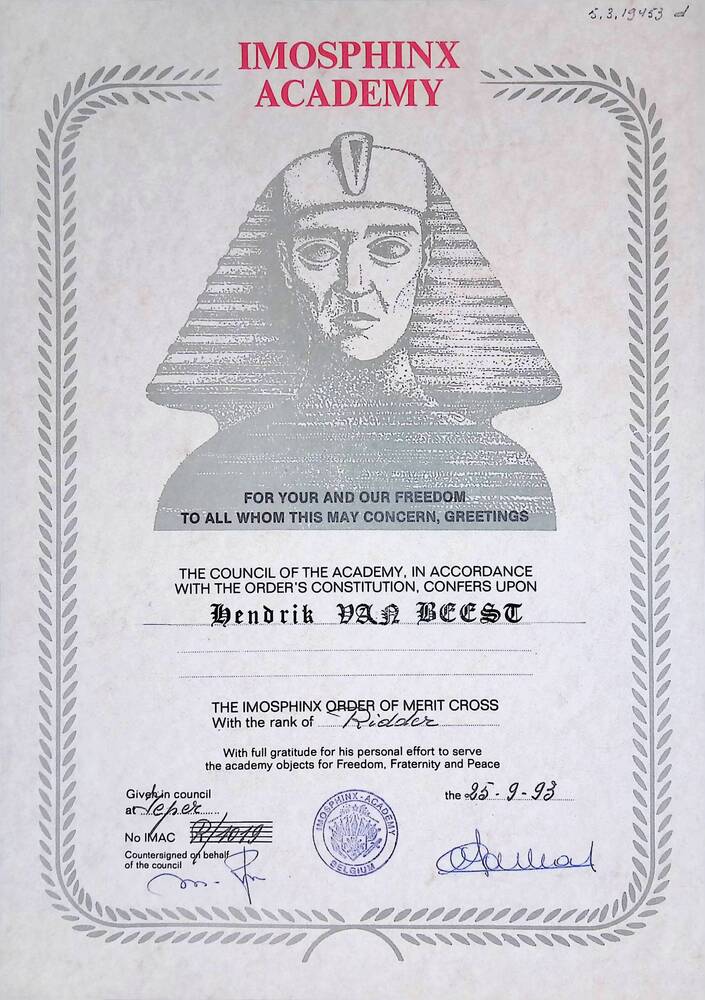 5.3.19453 d
IMOSPHINX
ACADEMY
FOR YOUR AND OUR FREEDOM
TO ALL WHOM THIS MAY CONCERN, GREETINGS
THE COUNCIL OF THE ACADEMY, IN ACCORDANCE
WITH THE ORDER'S CONSTITUTION, CONFERS UPON
Hendrik VAN BEEST
THE IMOSPHINX ORDER OF MERIT CROSS
With the rank of Ridder
With full gratitude for his personal effort to serve
the academy objects for Freedom, Fraternity and Peace
Given in council
at Ieper
the 25-9-93
No IMAC R/1019
Countersigned on behalf
of the council
IMOSPHINX-ACADEMY
BELGIUM